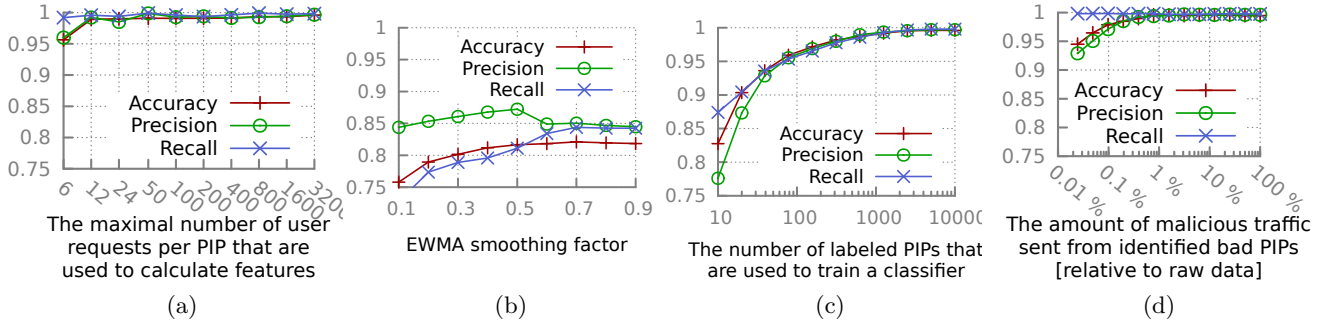 1
0.95
0.9
0.85
0.8
0.75
Accuracy
Precision
Recall
6
12
24
50
100
200
400
800
1600
3200
The maximal number of user
requests per PIP that are
used to calculate features
(a)
1
0.95
0.9
0.85
0.8
0.75
Accuracy
Precision
Recall
0.1
0.3
0.5
0.7
0.9
EWMA smoothing factor
(b)
1
0.95
0.9
0.85
0.8
0.75
Accuracy
Precision
Recall
10
100
1000
10000
The number of labeled PIPs that
are used to train a classifier
(c)
1
0.95
0.9
0.85
0.8
0.75
Accuracy
Precision
Recall
0.01 %
0.1 %
1 %
10 %
100 %
The amount of malicious traffic
sent from identified bad PIPs
[relative to raw data]
(d)